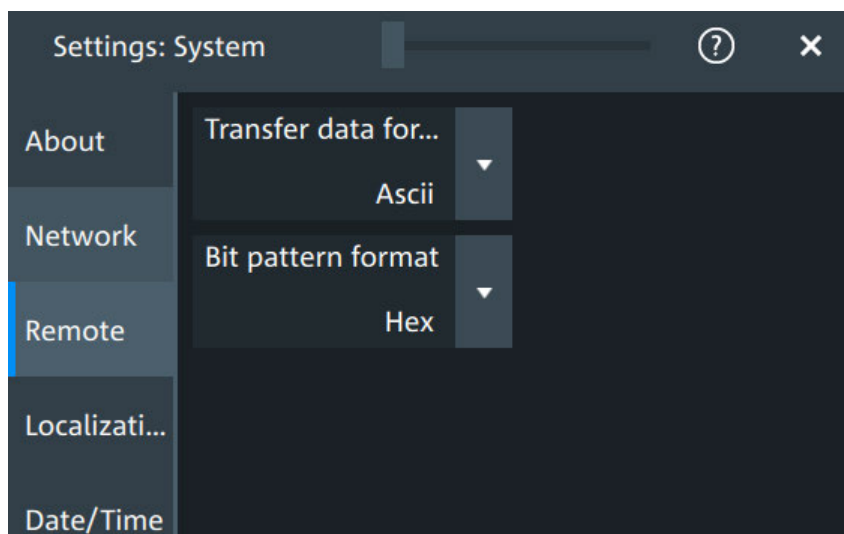 Settings: System
?
×
About
Network
Remote
Localizati...
Date/Time
Transfer data for...
Ascii
Bit pattern format
Hex